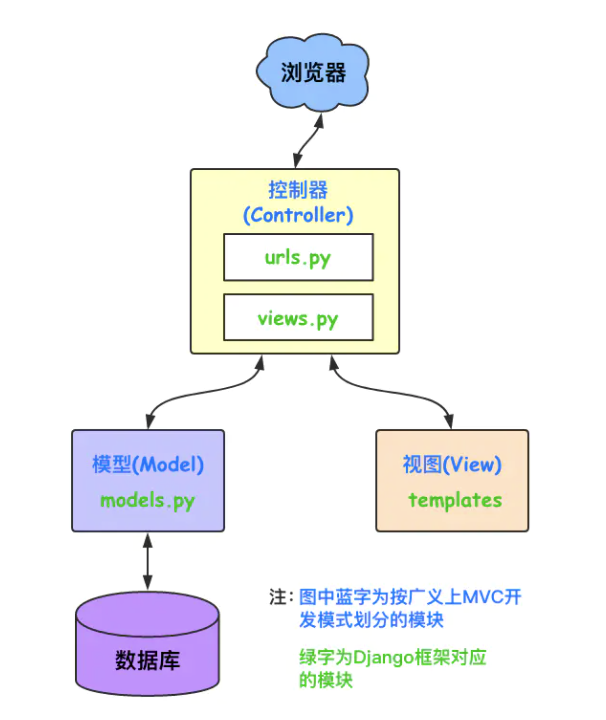 浏览器
控制器
(Controller)
urls.py
views.py
模型(Model)
models.py
视图(View)
templates
数据库
注：图中蓝字为按广义上MVC开
发模式划分的模块
绿字为Django框架对应
的模块